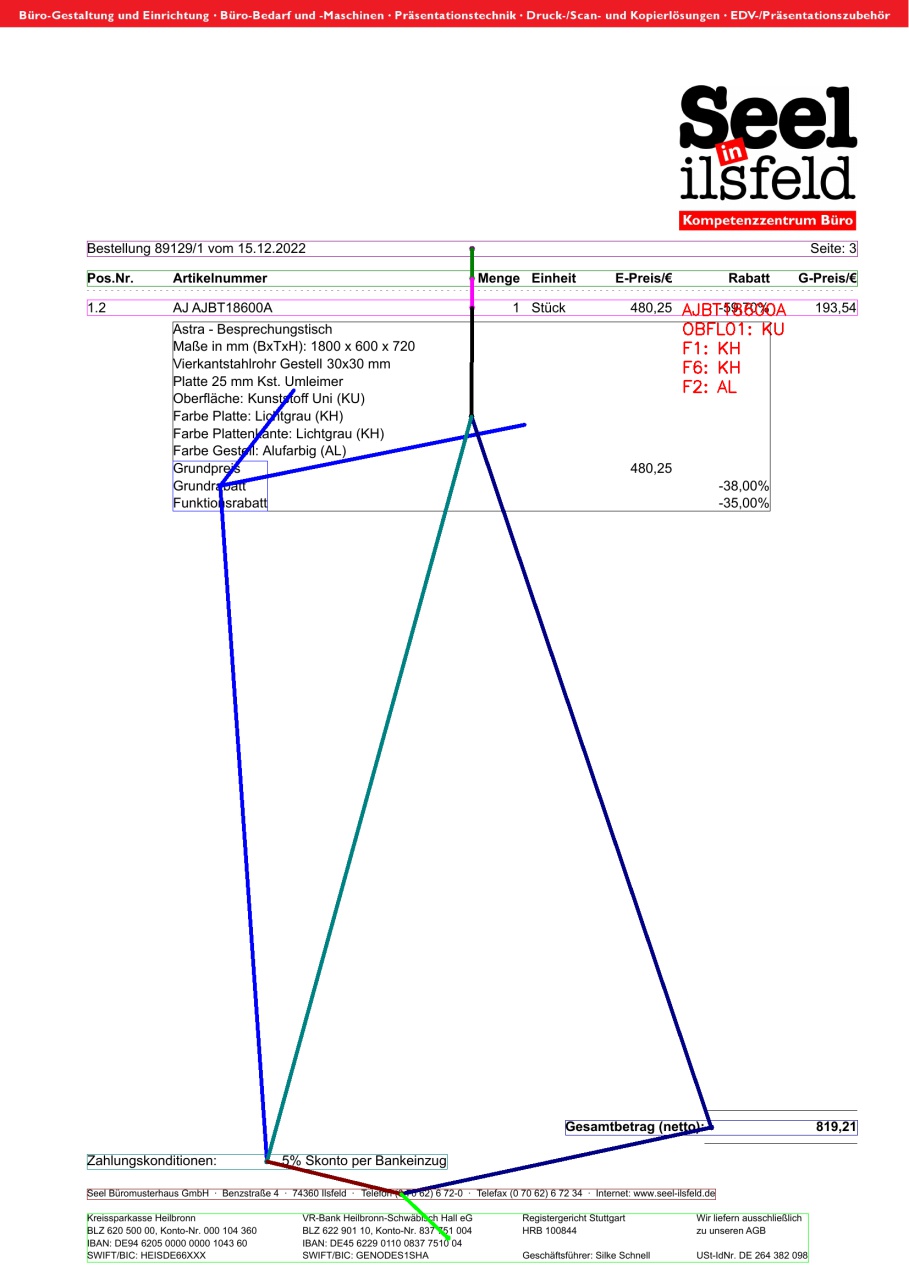 Büro-Gestaltung und Einrichtung · Büro-Bedarf und -Maschinen · Präsentationstechnik · Druck-/Scan- und Kopierlösungen · EDV-/Präsentationszubehör
Seel
in
ilsfeld
Kompetenzzentrum Büro
Bestellung 89129/1 vom 15.12.2022 Seite: 3
Pos.Nr. Artikelnummer Menge Einheit E-Preis/€ Rabatt G-Preis/€
1.2 AJ AJBT18600A 1 Stück 480,25 -59,70% 193,54
AJBT18600A
Astra - Besprechungstisch
OBFL01: KU
Maße in mm (BxTxH): 1800 x 600 x 720
F1: KH
Vierkantstahlrohr Gestell 30x30 mm
F6: KH
Platte 25 mm Kst. Umleimer
F2: AL
Oberfläche: Kunststoff Uni (KU)
Farbe Platte: Lichtgrau (KH)
Farbe Plattenkante: Lichtgrau (KH)
Farbe Gestell: Alufarbig (AL)
Grundpreis 480,25
Grundrabatt -38,00%
Funktionsrabatt -35,00%
Gesamtbetrag (netto): 819,21
Zahlungskonditionen: 5% Skonto per Bankeinzug
Seel Büromusterhaus GmbH · Benzstraße 4 · 74360 Ilsfeld · Telefon (0 70 62) 6 72-0 · Telefax (0 70 62) 6 72 34 · Internet: www.seel-ilsfeld.de
Kreissparkasse Heilbronn VR-Bank Heilbronn-Schwäbisch Hall eG Registergericht Stuttgart Wir liefern ausschließlich
BLZ 620 500 00, Konto-Nr. 000 104 360 BLZ 622 901 10, Konto-Nr. 837 751 004 HRB 100844 zu unseren AGB
IBAN: DE94 6205 0000 0000 1043 60 IBAN: DE45 6229 0110 0837 7510 04
SWIFT/BIC: HEISDE66XXX SWIFT/BIC: GENODES1SHA Geschäftsführer: Silke Schnell USt-IdNr. DE 264 382 098